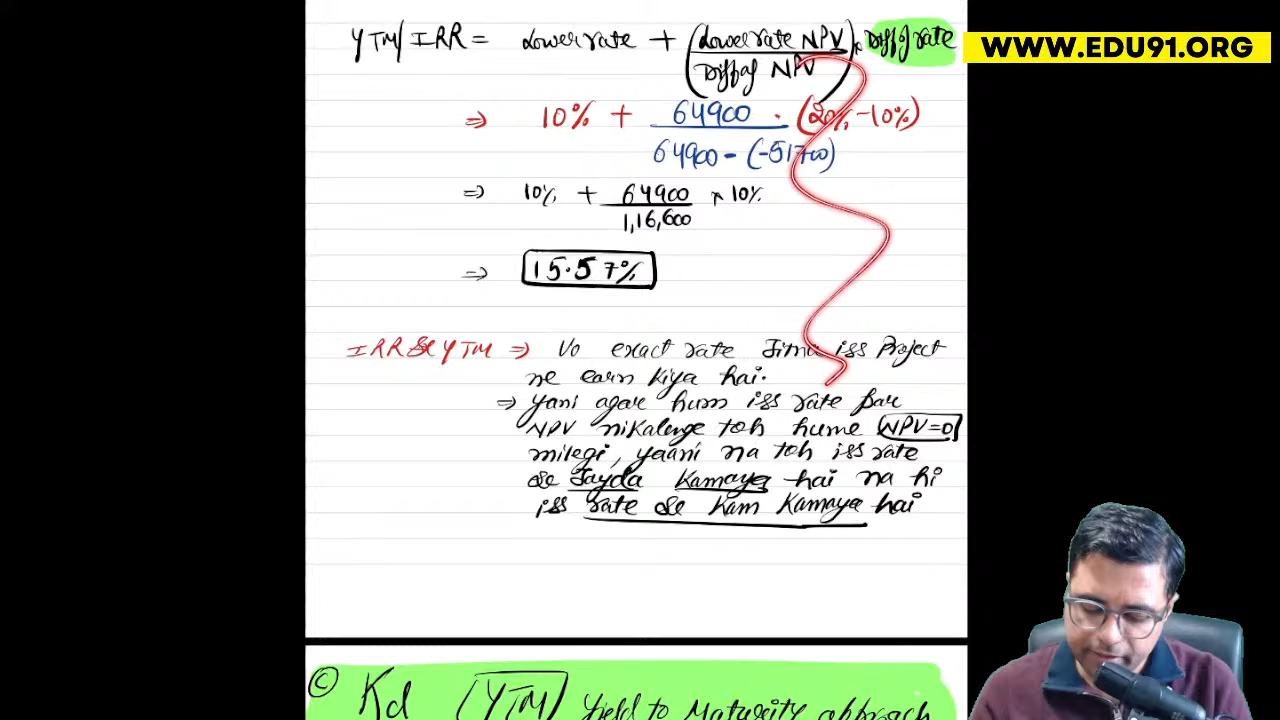 YTM/IRR = Lower rate + (Lower rate NPV / Diff of NPV) x Diff of rate
WWW.EDU91.ORG
⇒ 10% + 64900 / 64900 - (-51700) · (20% - 10%)
⇒ 10% + 64900 / 1,16,600 x 10%
⇒ 15.57%
IRR & YTM ⇒ Vo exact rate Jitna iss Project
ne earn Kiya hai.
⇒ yani agar hum iss rate par
NPV nikalenge toh hume NPV=0
milegi, yaani na toh iss rate
se Jayda Kamaya hai na hi
iss rate se Kam Kamaya hai
© Kd (YTM) Yield to Maturity approach